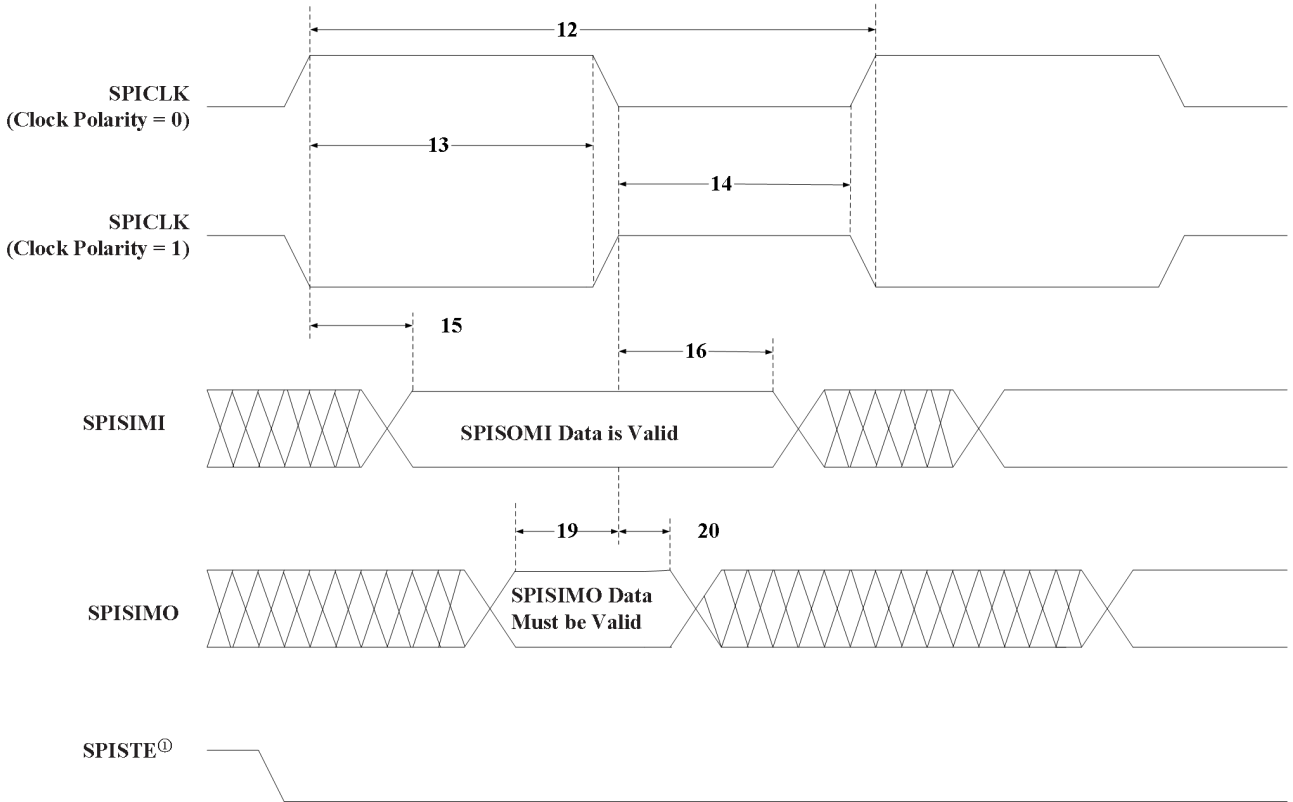 12
SPICLK
(Clock Polarity = 0)
13
14
SPICLK
(Clock Polarity = 1)
15
16
SPISIMI
SPISOMI Data is Valid
19
20
SPISIMO
SPISIMO Data
Must be Valid
SPISTE①